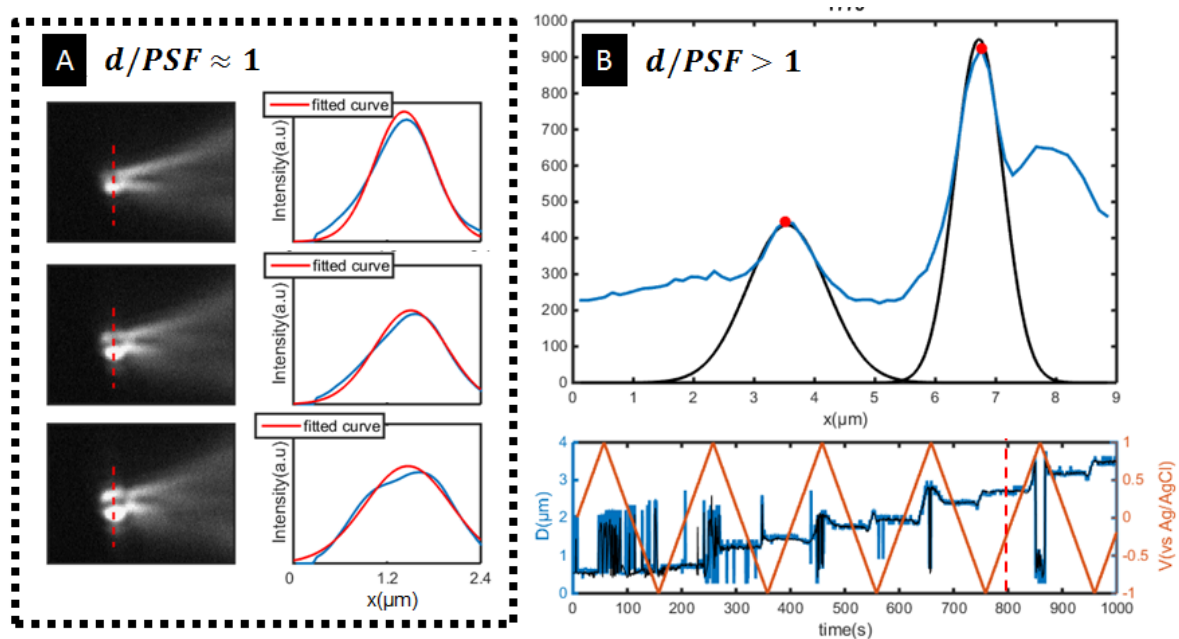 A d/PSF ≈ 1
fitted curve
Intensity(a.u)
fitted curve
Intensity(a.u)
fitted curve
Intensity(a.u)
0 1.2 2.4
x(μm)
B d/PSF > 1
1000
900
800
700
600
500
400
300
200
100
0
0 1 2 3 4 5 6 7 8 9
x(μm)
4
3
2
1
0
D(μm)
1
0.5
0
-0.5
-1
V(vs Ag/AgCl)
0 100 200 300 400 500 600 700 800 900 1000
time(s)